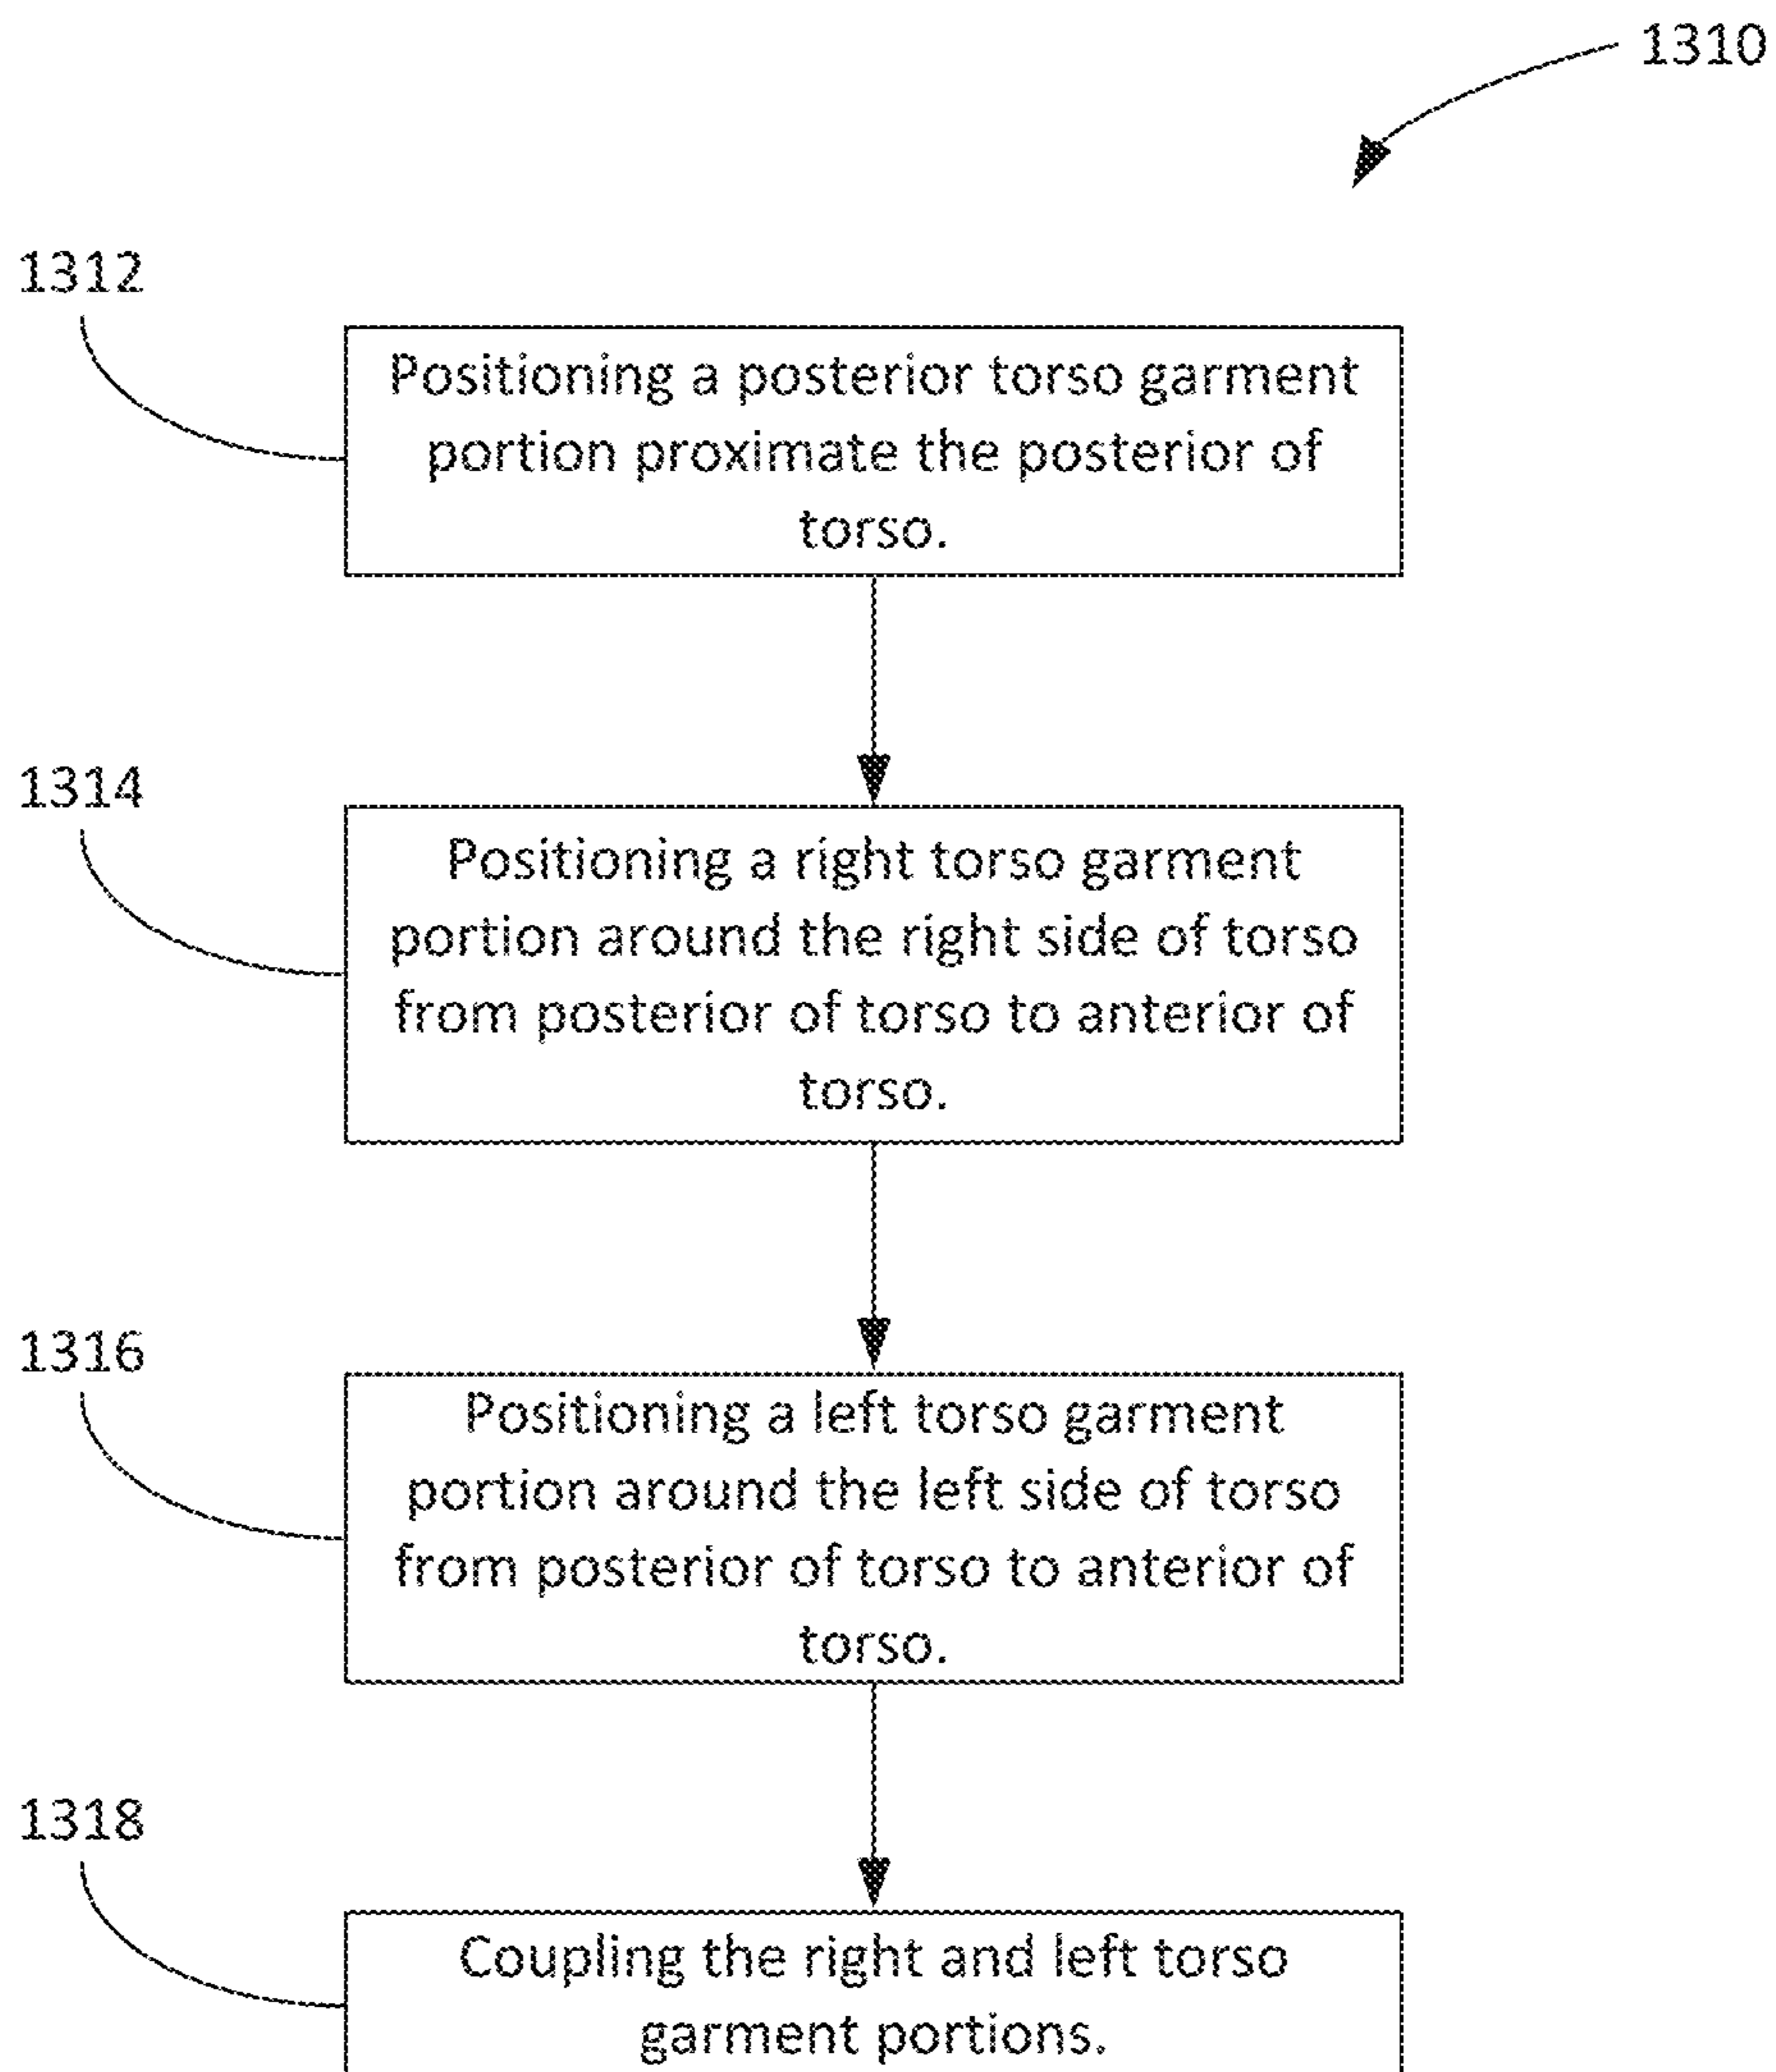 1310
1312
Positioning a posterior torso garment
portion proximate the posterior of
torso.
1314
Positioning a right torso garment
portion around the right side of torso
from posterior of torso to anterior of
torso.
1316
Positioning a left torso garment
portion around the left side of torso
from posterior of torso to anterior of
torso.
1318
Coupling the right and left torso
garment portions.